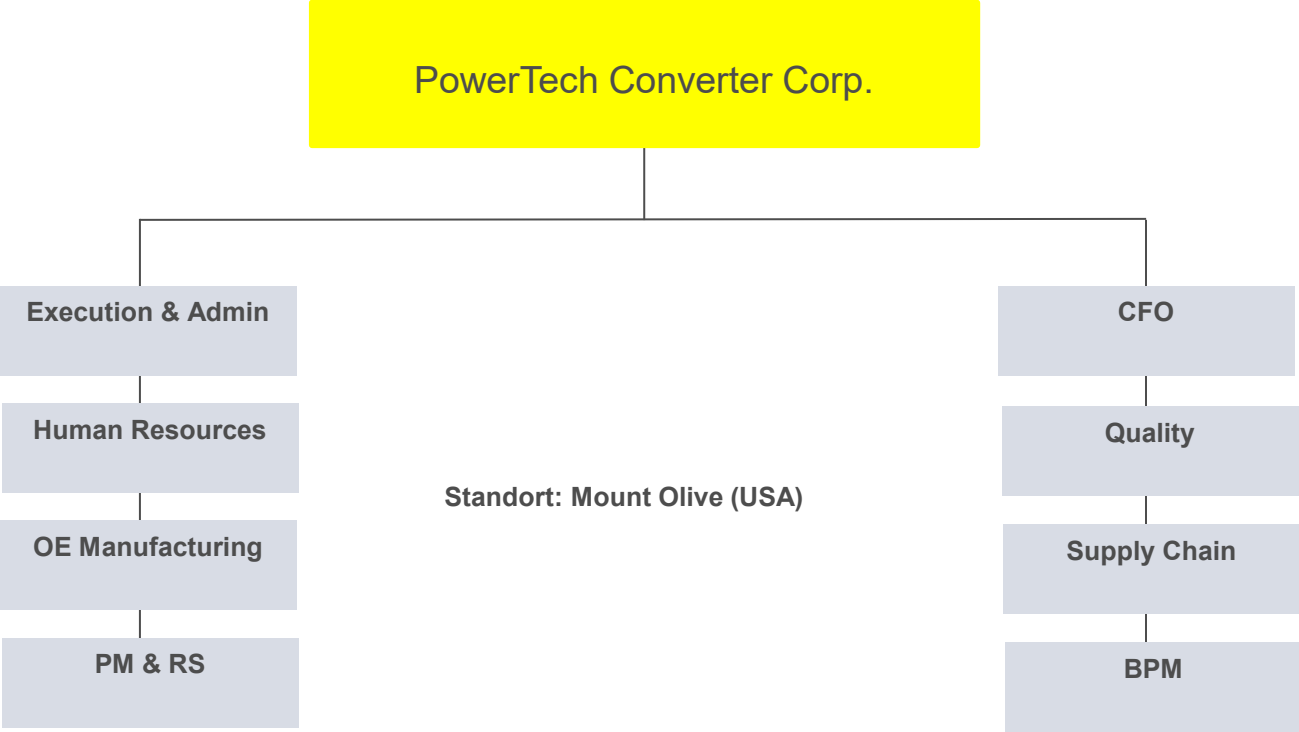 PowerTech Converter Corp.
Execution & Admin
Human Resources
OE Manufacturing
PM & RS
Standort: Mount Olive (USA)
CFO
Quality
Supply Chain
BPM